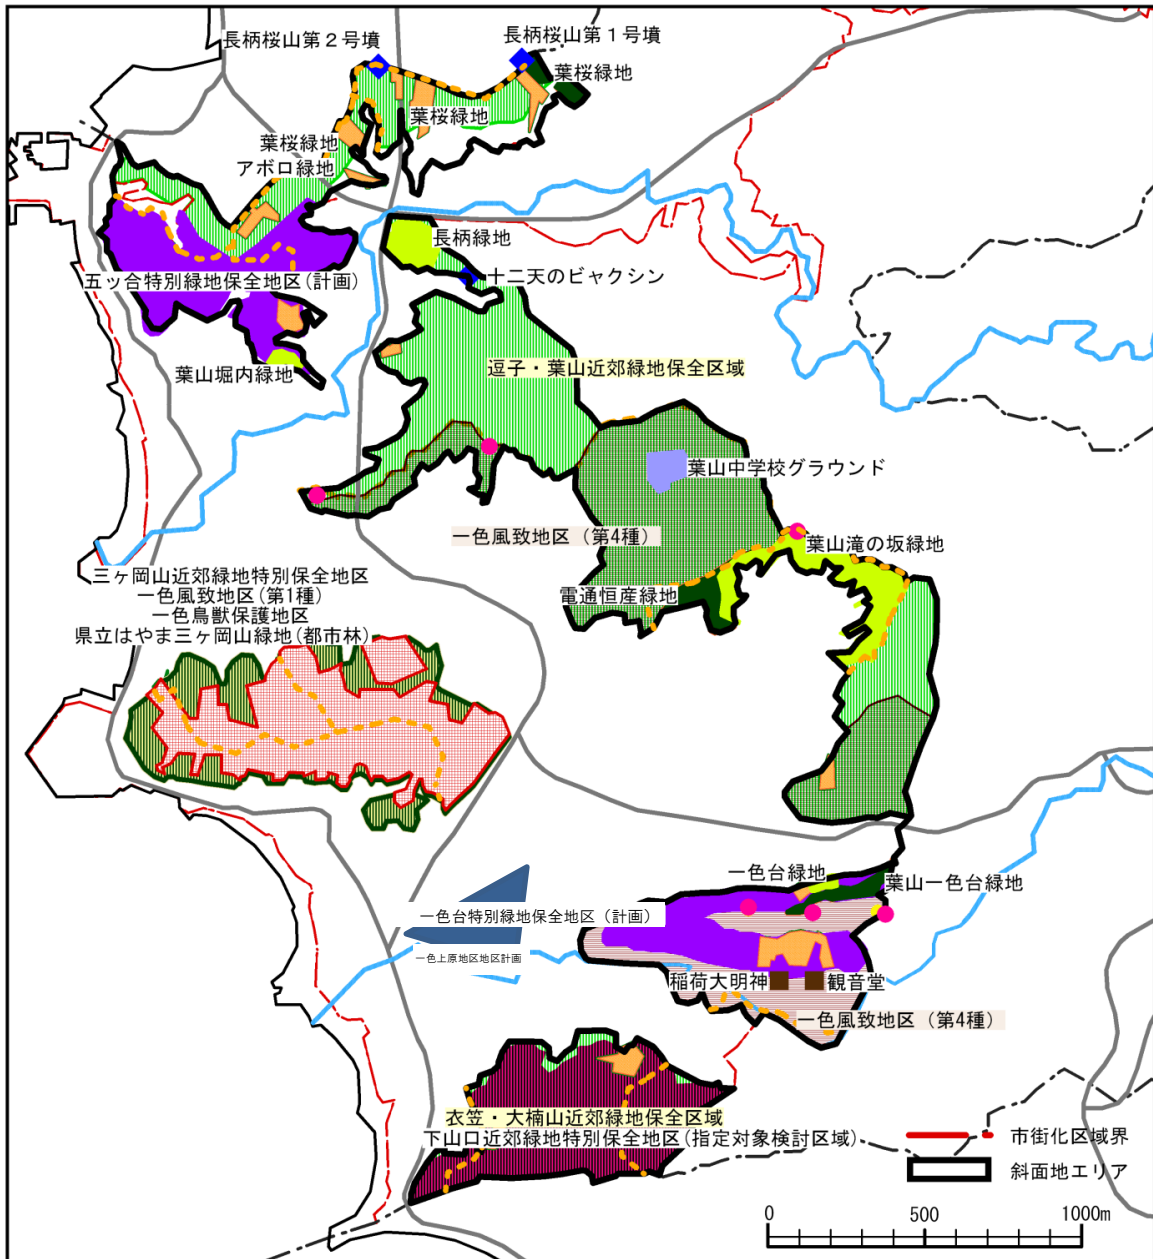 長柄桜山第２号墳
長柄桜山第１号墳
葉桜緑地
葉桜緑地
葉桜緑地
アボロ緑地
長柄緑地
十二天のビャクシン
五ッ合特別緑地保全地区(計画)
葉山堀内緑地
逗子・葉山近郊緑地保全区域
葉山中学校グラウンド
一色風致地区（第4種）
葉山滝の坂緑地
電通恒産緑地
三ヶ岡山近郊緑地特別保全地区
一色風致地区(第1種)
一色鳥獣保護地区
県立はやま三ヶ岡山緑地(都市林)
一色台緑地
葉山一色台緑地
一色台特別緑地保全地区（計画）
一色上原地区地区計画
稲荷大明神
観音堂
一色風致地区（第4種）
衣笠・大楠山近郊緑地保全区域
下山口近郊緑地特別保全地区(指定対象検討区域)
市街化区域界
斜面地エリア
0 500 1000m